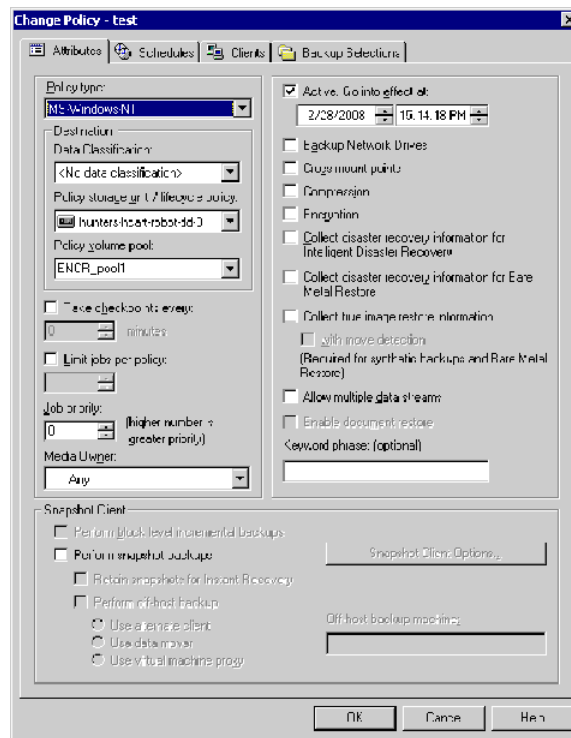 Change Policy - test
Attributes
Schedules
Clients
Backup Selections
Policy type:
MS-Windows-NT
Destination
Data Classification:
<No data classification>
Policy storage unit / lifecycle policy:
hunters-hcart-robot-tld-0
Policy volume pool:
ENCR_pool1
Take checkpoints every:
0 minutes
Limit jobs per policy:
Job priority:
0 (higher number is
greater priority)
Media Owner:
Any
Active. Go into effect at:
2/28/2008 15:14:18 PM
Backup Network Drives
Cross mount points
Compression
Encryption
Collect disaster recovery information for
Intelligent Disaster Recovery
Collect disaster recovery information for Bare
Metal Restore
Collect true image restore information
with move detection
(Required for synthetic backups and Bare Metal
Restore)
Allow multiple data streams
Enable document restore
Keyword phrase: (optional)
Snapshot Client
Perform block level incremental backups
Perform snapshot backups
Snapshot Client Options...
Retain snapshots for Instant Recovery
Perform off-host backup
Use alternate client
Use data mover
Use virtual machine proxy
Off-host backup machine:
OK
Cancel
Help